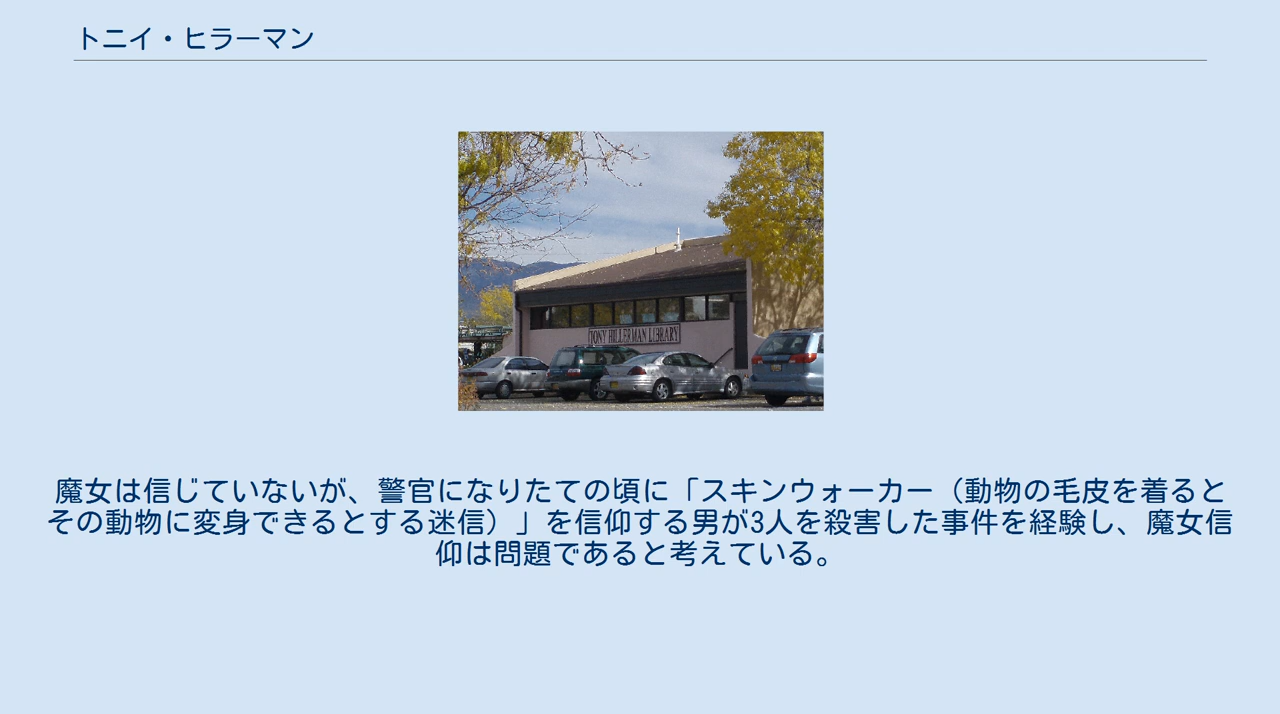 トニイ・ヒラーマン
TONY HILLERMAN LIBRARY
魔女は信じていないが、警官になりたての頃に「スキンウォーカー（動物の毛皮を着ると
その動物に変身できるとする迷信）」を信仰する男が3人を殺害した事件を経験し、魔女信
仰は問題であると考えている。